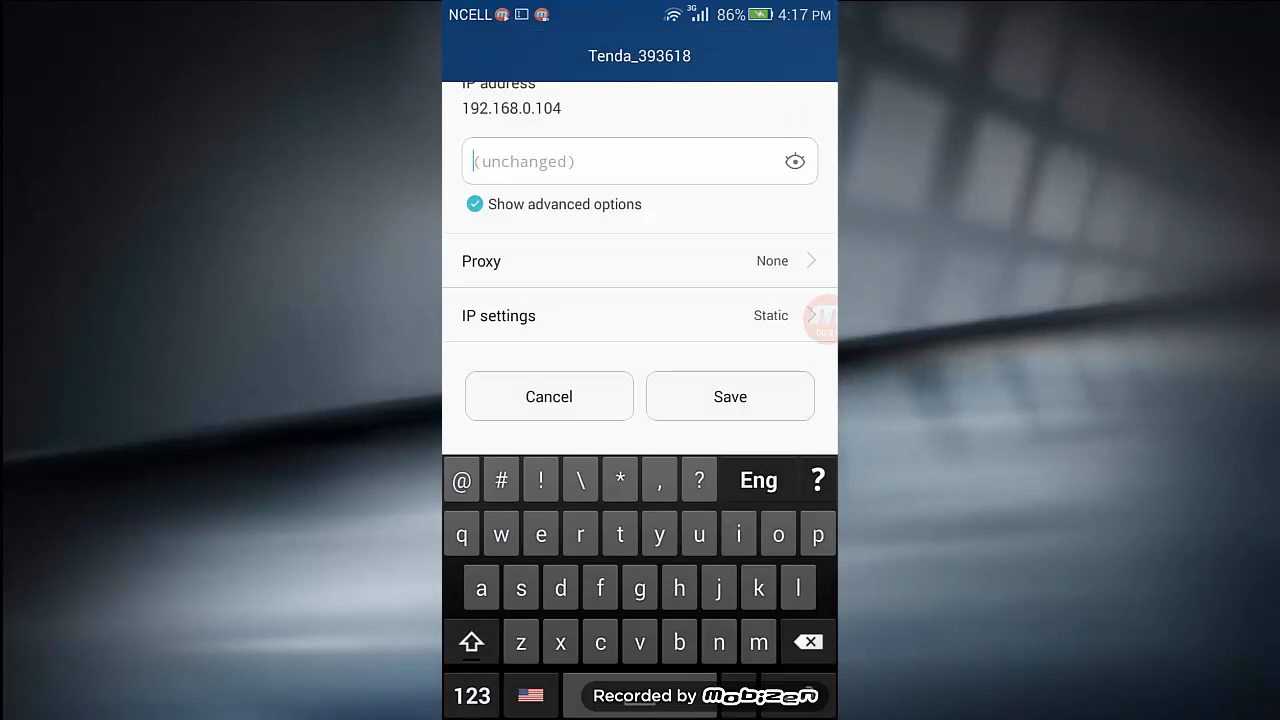 NCELL 3G 86% 4:17 PM
Tenda_393618
IP address
192.168.0.104
(unchanged)
Show advanced options
Proxy None
IP settings Static
Cancel Save
@ # ! \ * , ? Eng ?
q w e r t y u i o p
a s d f g h j k l
z x c v b n m
123 Recorded by mobizen